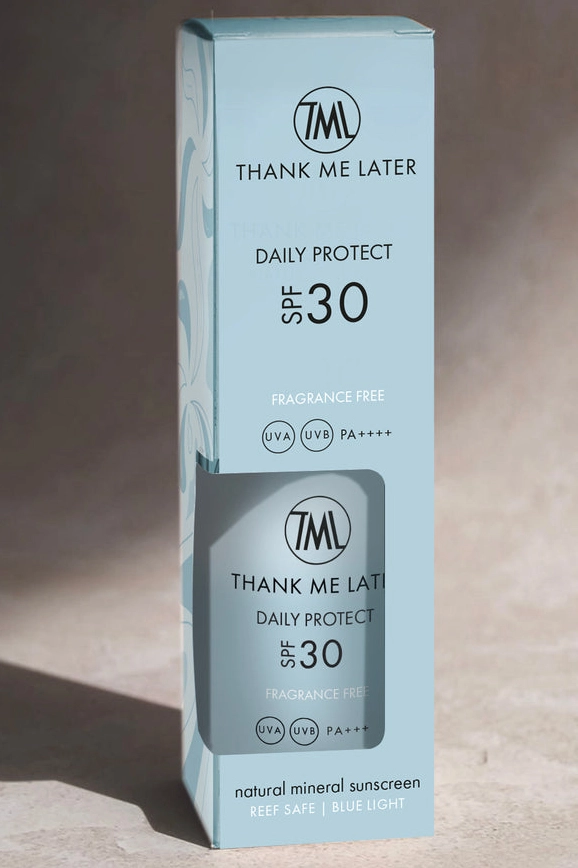 TML
THANK ME LATER
DAILY PROTECT
SPF 30
FRAGRANCE FREE
UVA UVB PA++++
TML
THANK ME LATE
DAILY PROTECT
SPF 30
FRAGRANCE FREE
UVA UVB PA+++
natural mineral sunscreen
REEF SAFE | BLUE LIGHT